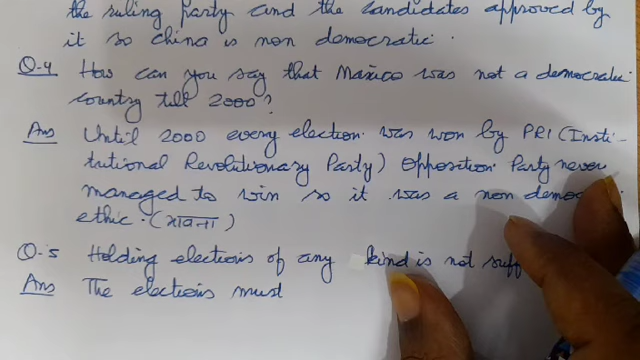 the ruling party and the candidates approved by
it so China is non democratic.
Q.4 How can you say that Maxico was not a democratic
country till 2000?
Ans Until 2000 every election was won by PRI (Insti-
tutional Revolutionary Party) Opposition Party never
managed to win so it was a non democ
ethic. (भावना)
Q.5 Holding elections of any kind is not suff
Ans The elections must